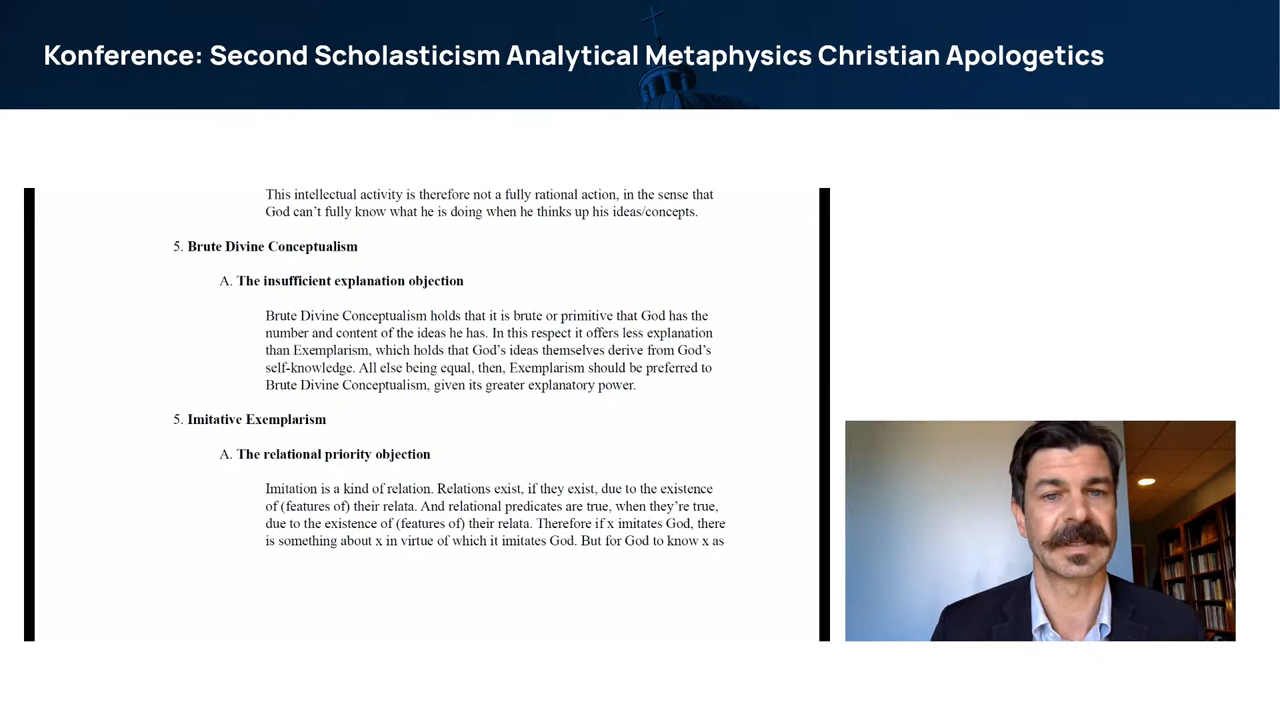 Konference: Second Scholasticism Analytical Metaphysics Christian Apologetics
This intellectual activity is therefore not a fully rational action, in the sense that
God can't fully know what he is doing when he thinks up his ideas/concepts.
5. Brute Divine Conceptualism
A. The insufficient explanation objection
Brute Divine Conceptualism holds that it is brute or primitive that God has the
number and content of the ideas he has. In this respect it offers less explanation
than Exemplarism, which holds that God's ideas themselves derive from God's
self-knowledge. All else being equal, then, Exemplarism should be preferred to
Brute Divine Conceptualism, given its greater explanatory power.
5. Imitative Exemplarism
A. The relational priority objection
Imitation is a kind of relation. Relations exist, if they exist, due to the existence
of (features of) their relata. And relational predicates are true, when they're true,
due to the existence of (features of) their relata. Therefore if x imitates God, there
is something about x in virtue of which it imitates God. But for God to know x as